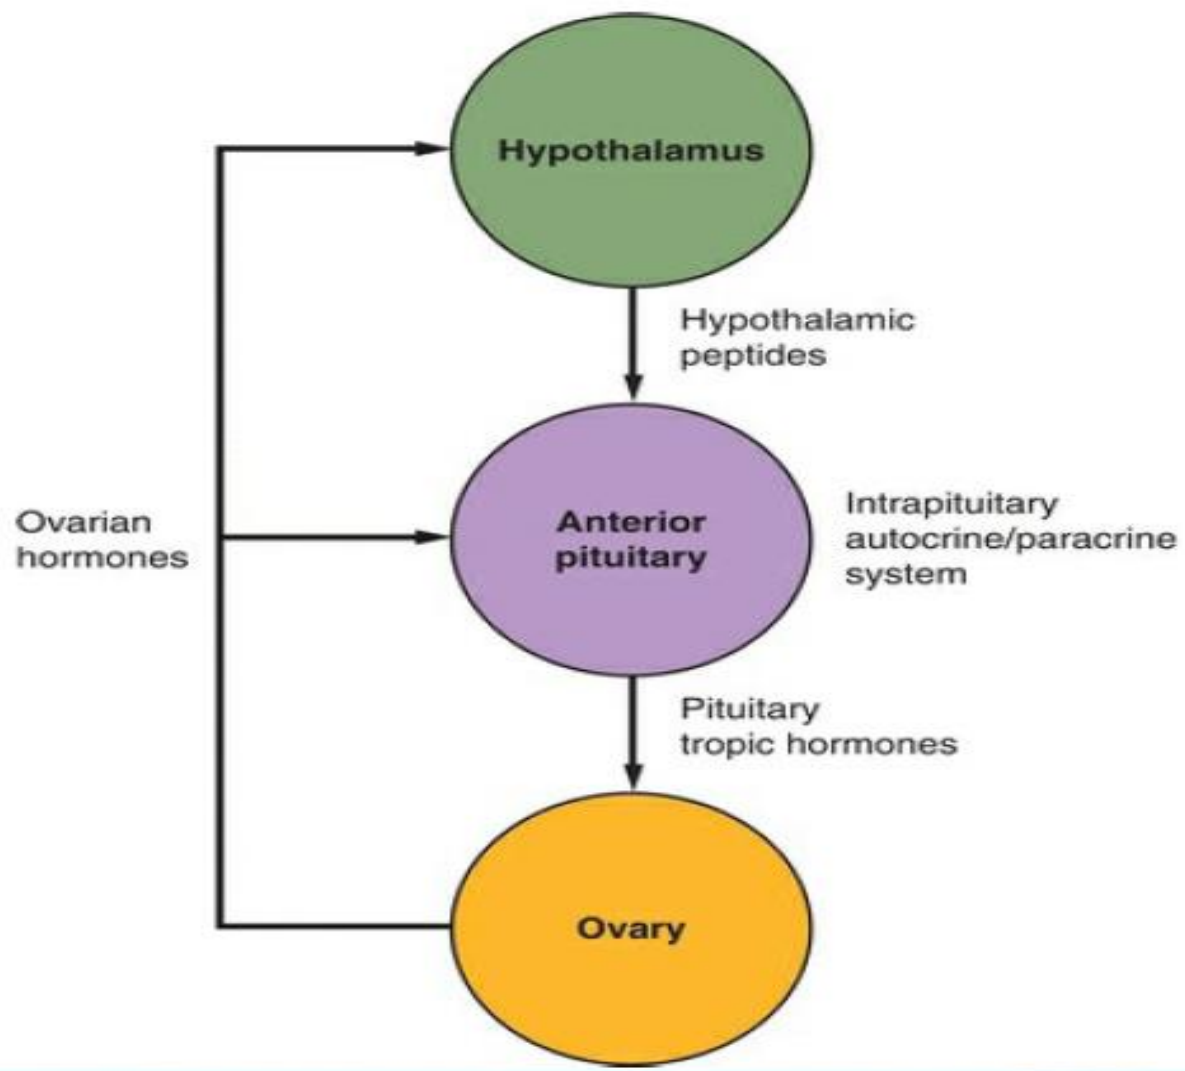 Hypothalamus
Hypothalamic
peptides
Ovarian
hormones
Anterior
pituitary
Intrapituitary
autocrine/paracrine
system
Pituitary
tropic hormones
Ovary